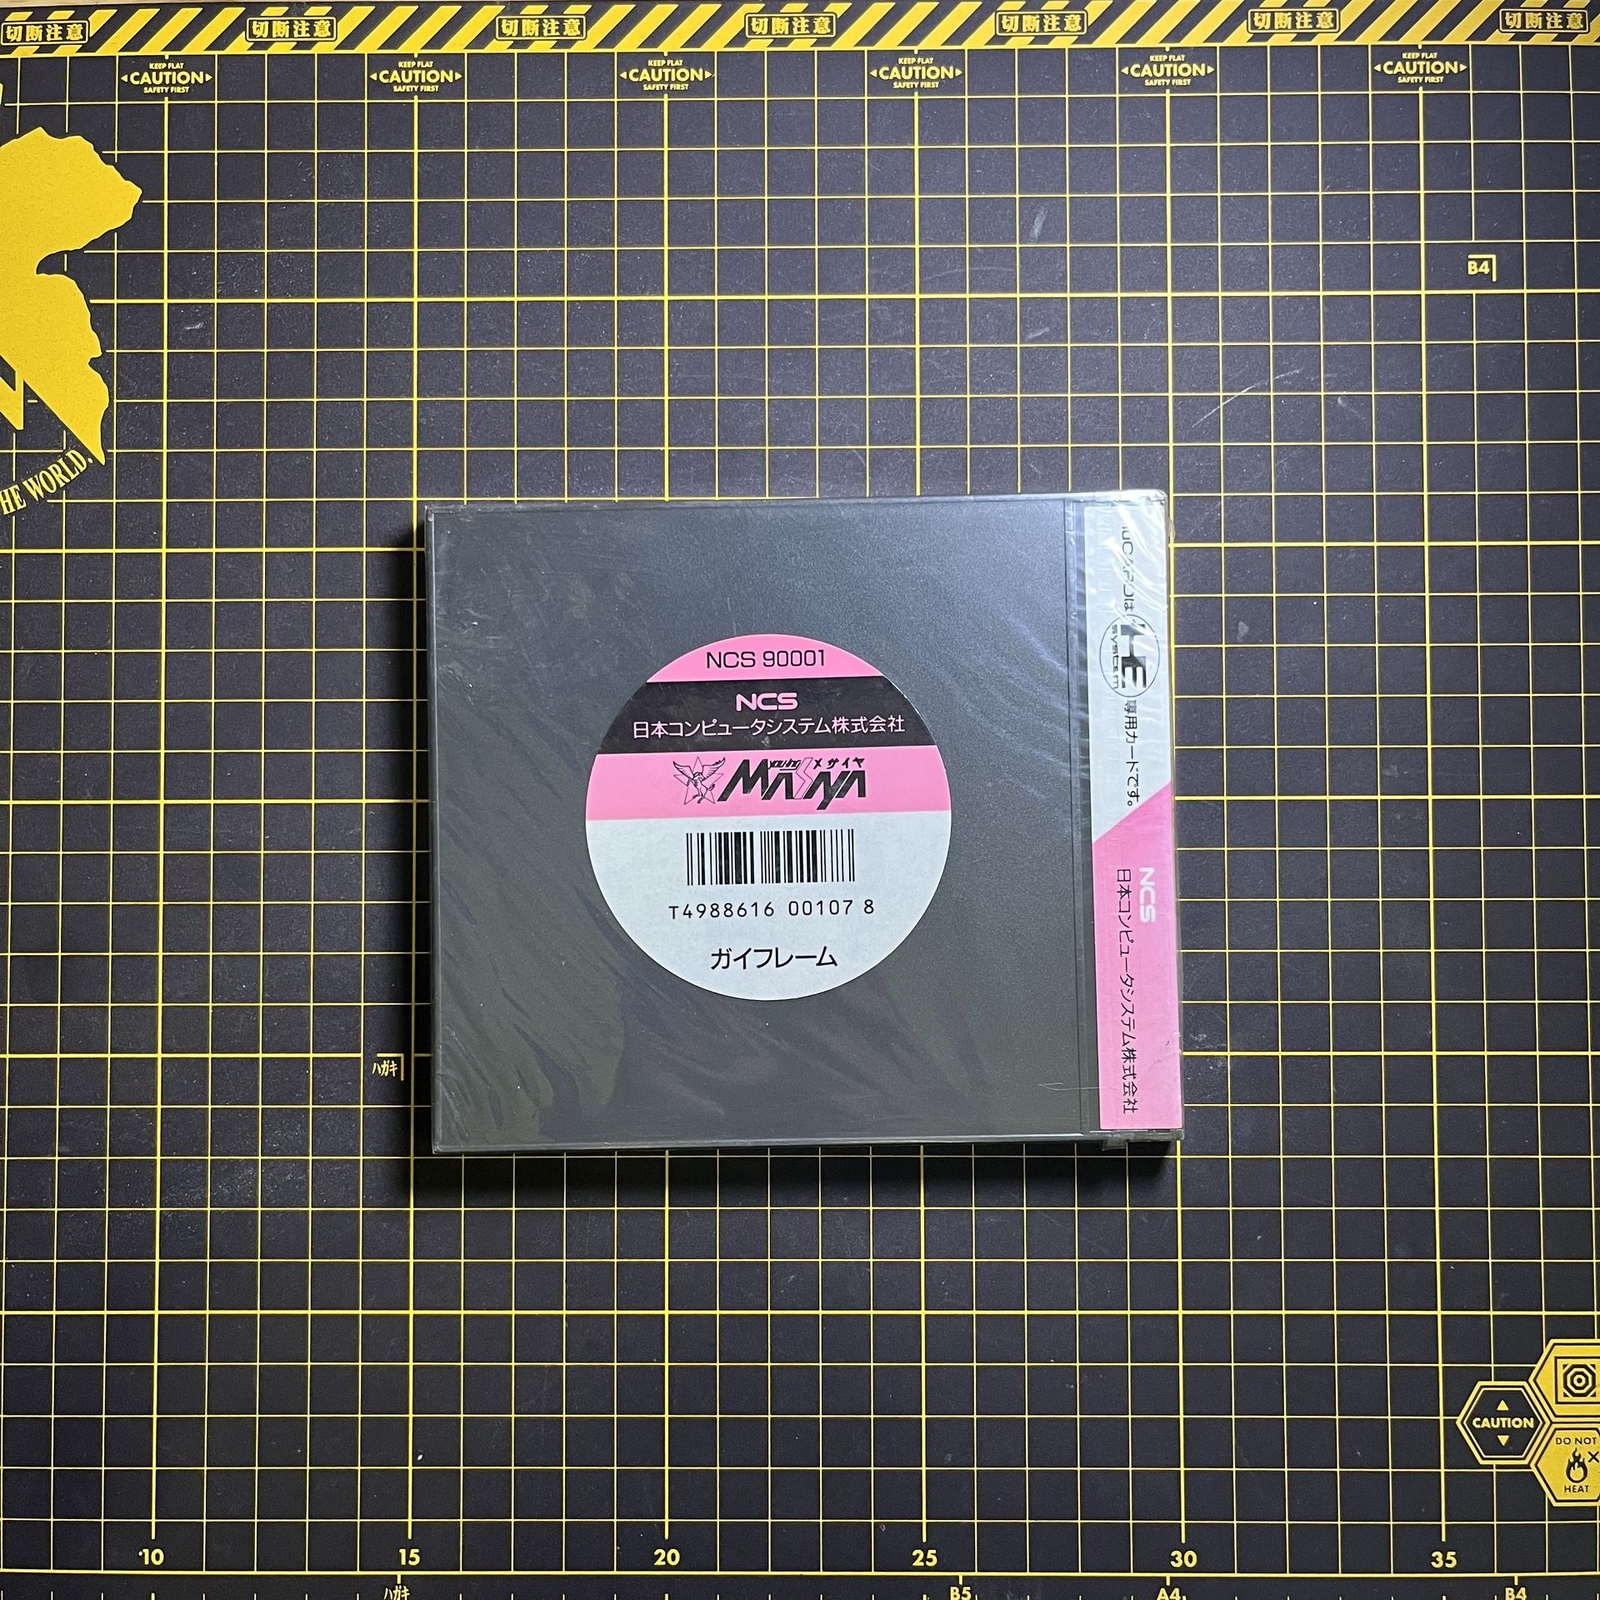 切断注意 切断注意 切断注意 切断注意 切断注意 切断注意 切断注意
KEEP FLAT KEEP FLAT KEEP FLAT KEEP FLAT KEEP FLAT KEEP FLAT
CAUTION CAUTION CAUTION CAUTION CAUTION CAUTION
SAFETY FIRST SAFETY FIRST SAFETY FIRST SAFETY FIRST SAFETY FIRST SAFETY FIRST
B4
HE WORLD.
NCS 90001
NCS
日本コンピュータシステム株式会社
メサイヤ
MASAYA
T4988616 00107 8
ガイフレーム
は HE system 専用カードです。
NCS
日本コンピュータシステム株式会社
ハガキ
CAUTION
DO NOT
HEAT
10 15 20 25 30 35
ハガキ B5 A4 B4